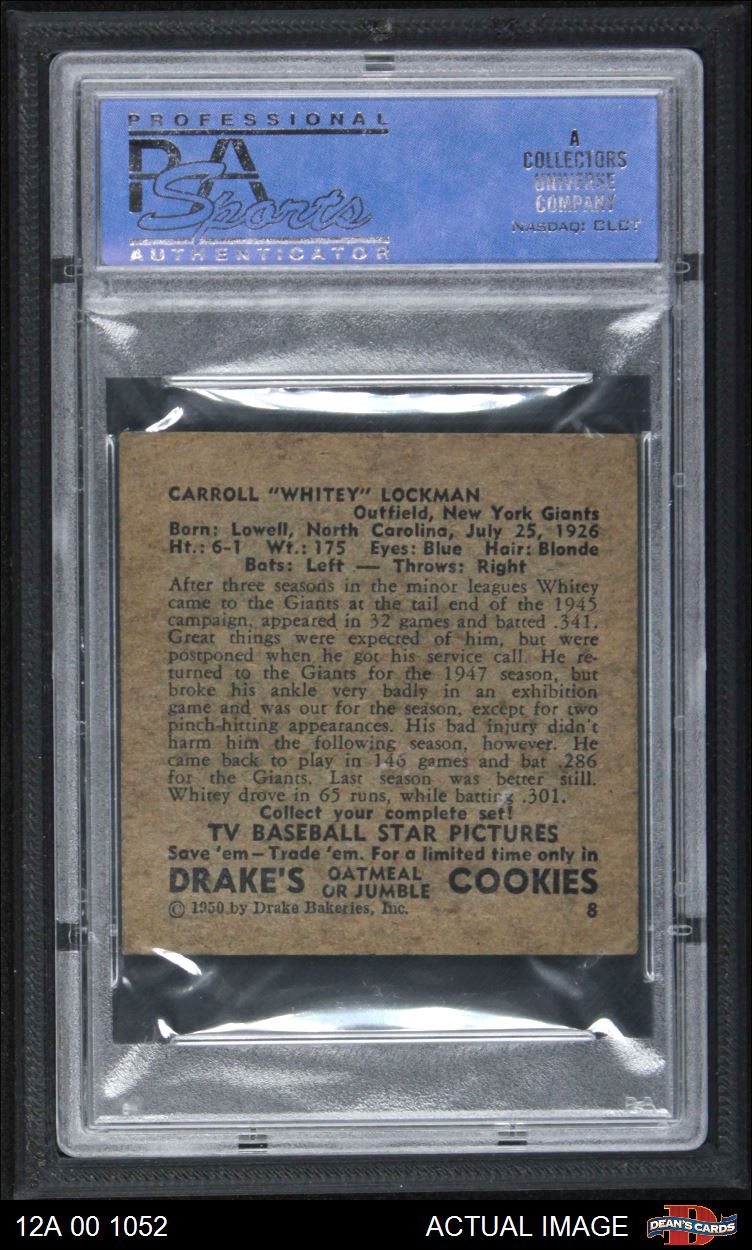 PROFESSIONAL
PSA
Sports
AUTHENTICATOR
A
COLLECTORS
UNIVERSE
COMPANY
NASDAQ: CLCT
CARROLL "WHITEY" LOCKMAN
Outfield, New York Giants
Born: Lowell, North Carolina, July 25, 1926
Ht.: 6-1 Wt.: 175 Eyes: Blue Hair: Blonde
Bats: Left — Throws: Right
After three seasons in the minor leagues Whitey
came to the Giants at the tail end of the 1945
campaign, appeared in 32 games and batted .341.
Great things were expected of him, but were
postponed when he got his service call. He re-
turned to the Giants for the 1947 season, but
broke his ankle very badly in an exhibition
game and was out for the season, except for two
pinch-hitting appearances. His bad injury didn't
harm him the following season, however. He
came back to play in 146 games and bat .286
for the Giants. Last season was better still.
Whitey drove in 65 runs, while batting .301.
Collect your complete set!
TV BASEBALL STAR PICTURES
Save 'em—Trade 'em. For a limited time only in
DRAKE'S OATMEAL OR JUMBLE COOKIES
© 1950 by Drake Bakeries, Inc. 8
12A 00 1052 ACTUAL IMAGE DEAN'S CARDS